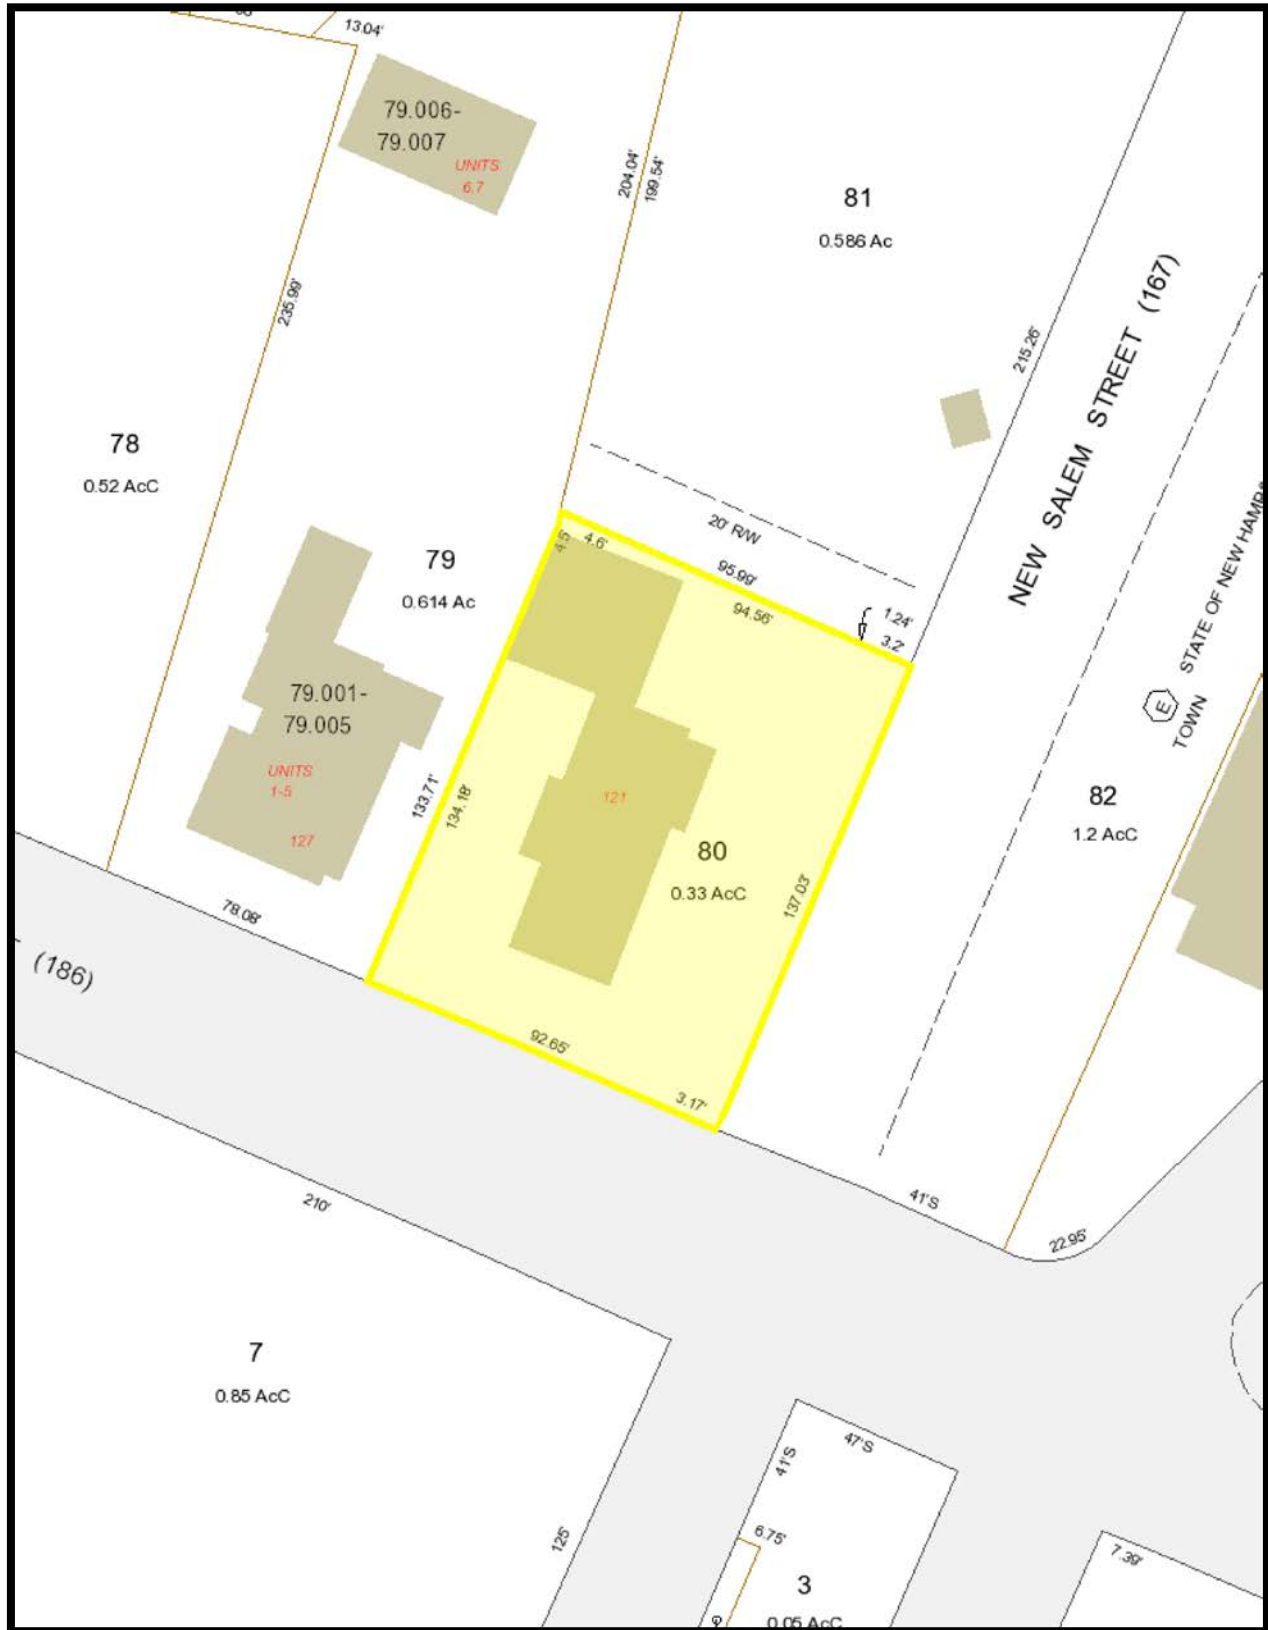 13.04'
79.006-
79.007
UNITS
6,7
204.04'
199.54'
81
0.586 Ac
235.99'
215.26'
NEW SALEM STREET (167)
78
0.52 AcC
20' R/W
79
0.614 Ac
4.5'
4.6'
95.99'
94.56'
1.24'
3.2'
STATE OF NEW HAMPS
E
TOWN
79.001-
79.005
UNITS
1-5
127
133.71'
134.18'
121
80
0.33 AcC
137.03'
82
1.2 AcC
78.08'
(186)
92.65'
3.17'
41'S
22.95'
210'
7
0.85 AcC
125'
41'S
47'S
6.75'
3
0.05 AcC
7.39'